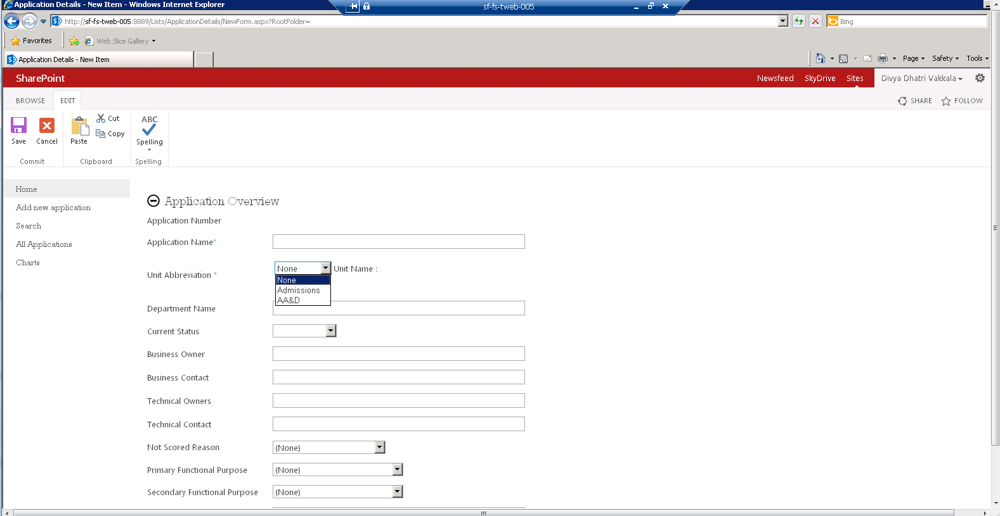 Application Details - New Item - Windows Internet Explorer
sf-fs-tweb-005
http://sf-fs-tweb-005:8889/Lists/ApplicationDetails/NewForm.aspx?RootFolder=
Bing
Favorites
Web Slice Gallery
Application Details - New Item
Page
Safety
Tools
SharePoint
Newsfeed
SkyDrive
Sites
Divya Dhatri Vakkala
BROWSE
EDIT
SHARE
FOLLOW
Save
Cancel
Paste
Cut
Copy
ABC
Spelling
Commit
Clipboard
Spelling
Home
Add new application
Search
All Applications
Charts
Application Overview
Application Number
Application Name*
Unit Abbreviation *
None
Unit Name :
None
Admissions
AA&D
Department Name
Current Status
Business Owner
Business Contact
Technical Owners
Technical Contact
Not Scored Reason
(None)
Primary Functional Purpose
(None)
Secondary Functional Purpose
(None)